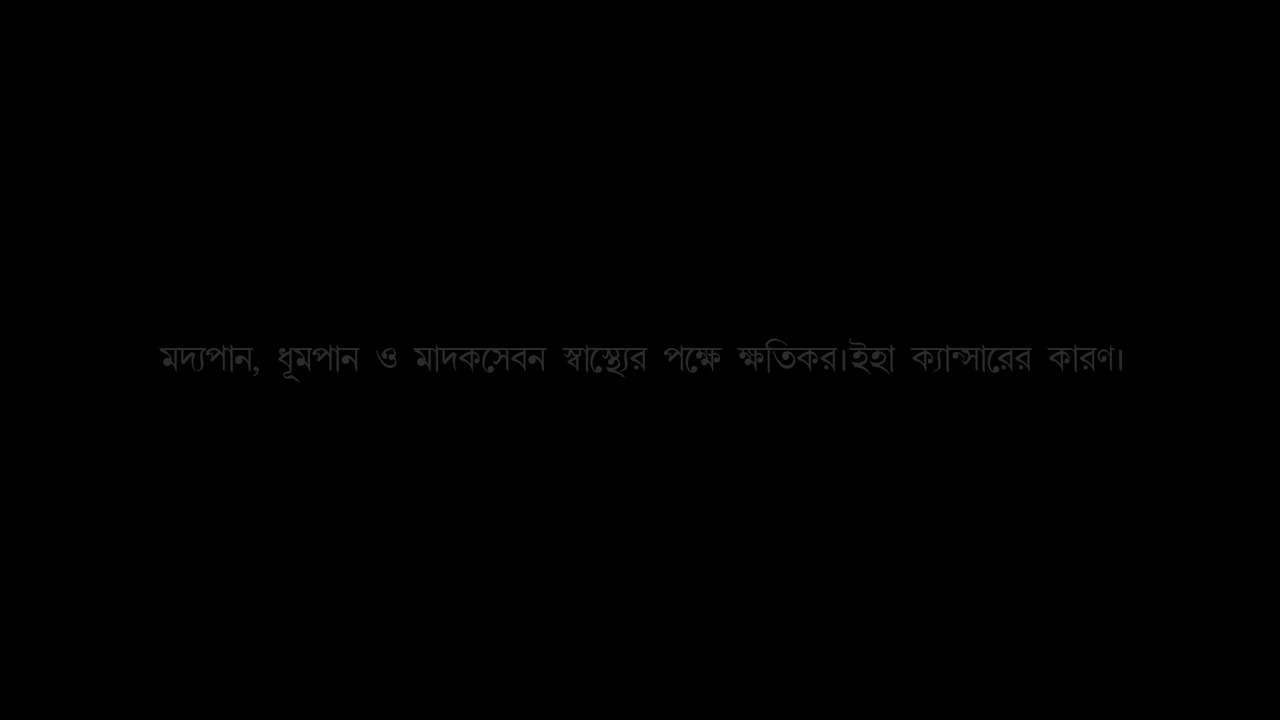 মদ্যপান, ধূমপান ও মাদকসেবন স্বাস্থ্যের পক্ষে ক্ষতিকর।ইহা ক্যান্সারের কারণ।